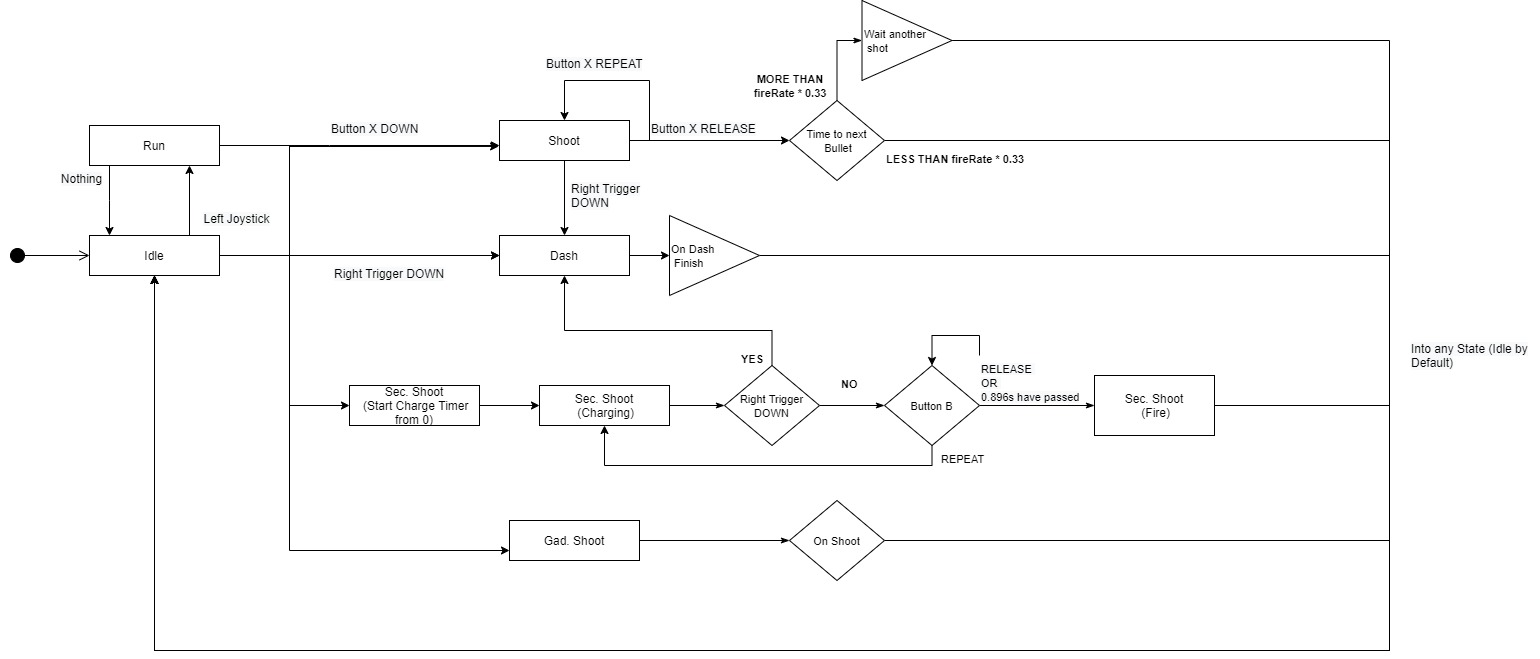 Wait another
shot
Button X REPEAT
MORE THAN
fireRate * 0.33
Button X DOWN
Shoot
Button X RELEASE
Time to next
Bullet
Run
LESS THAN fireRate * 0.33
Nothing
Right Trigger
DOWN
Left Joystick
Idle
Dash
On Dash
Finish
Right Trigger DOWN
Into any State (Idle by
Default)
YES
RELEASE
OR
0.896s have passed
NO
Sec. Shoot
(Start Charge Timer
from 0)
Sec. Shoot
(Charging)
Right Trigger
DOWN
Button B
Sec. Shoot
(Fire)
REPEAT
Gad. Shoot
On Shoot